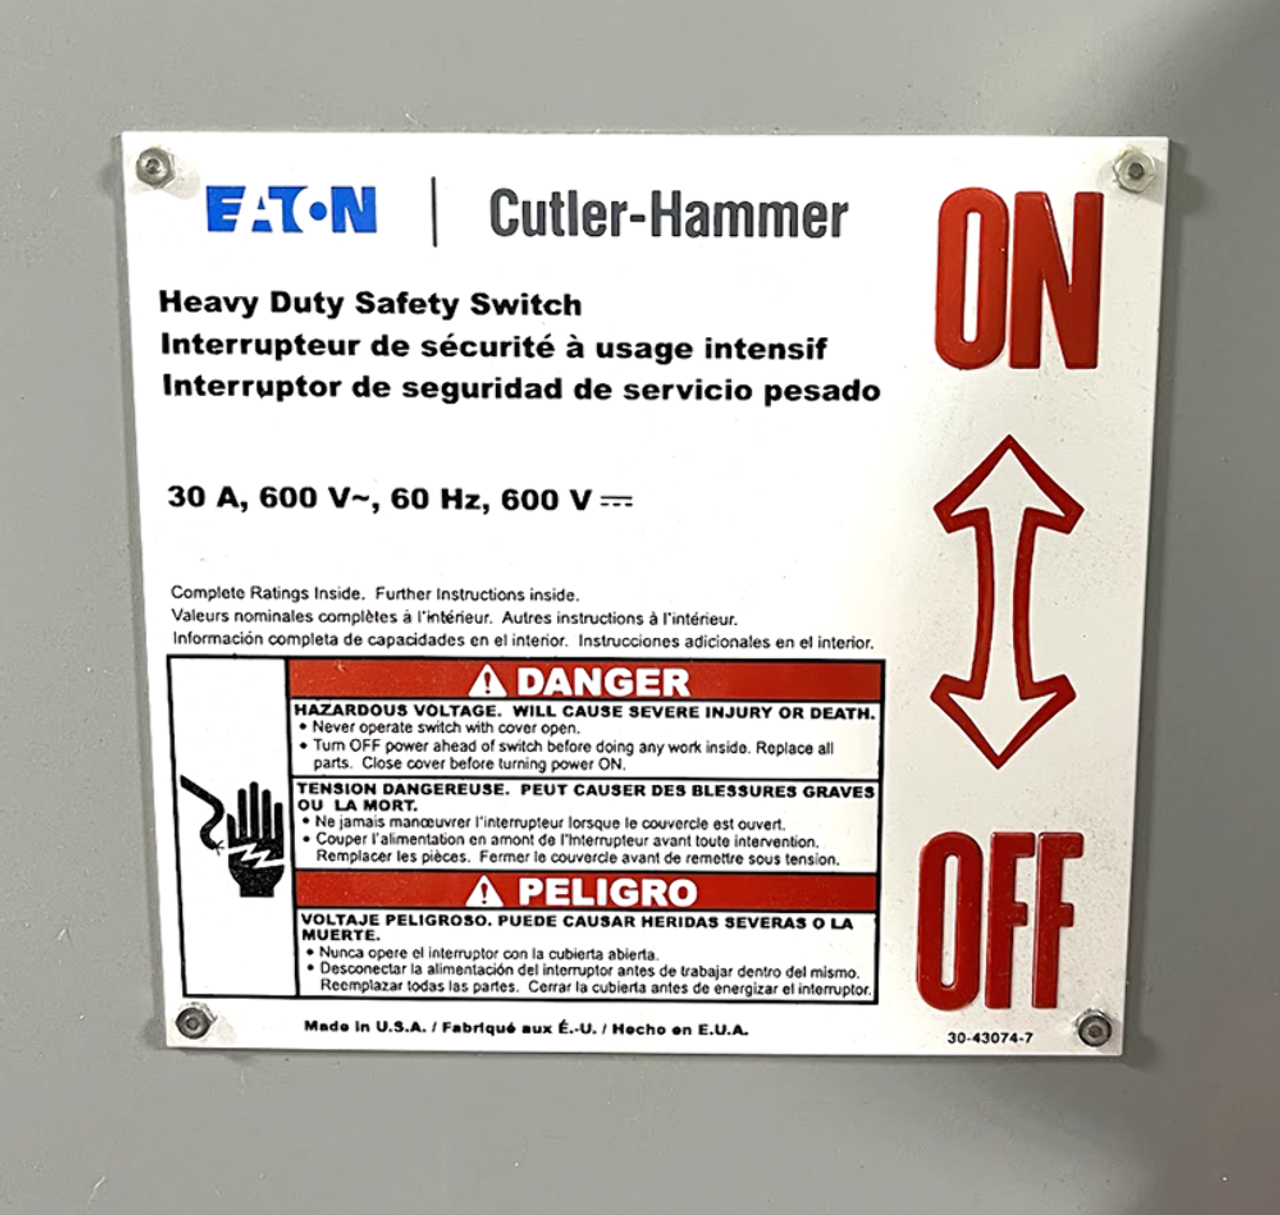 EATON | Cutler-Hammer
ON
Heavy Duty Safety Switch
Interrupteur de sécurité à usage intensif
Interruptor de seguridad de servicio pesado
30 A, 600 V~, 60 Hz, 600 V ⎓
Complete Ratings Inside. Further Instructions inside.
Valeurs nominales complètes à l'intérieur. Autres instructions à l'intérieur.
Información completa de capacidades en el interior. Instrucciones adicionales en el interior.
⚠ DANGER
HAZARDOUS VOLTAGE. WILL CAUSE SEVERE INJURY OR DEATH.
• Never operate switch with cover open.
• Turn OFF power ahead of switch before doing any work inside. Replace all
parts. Close cover before turning power ON.
TENSION DANGEREUSE. PEUT CAUSER DES BLESSURES GRAVES
OU LA MORT.
• Ne jamais manœuvrer l'interrupteur lorsque le couvercle est ouvert.
• Couper l'alimentation en amont de l'Interrupteur avant toute intervention.
Remplacer les pièces. Fermer le couvercle avant de remettre sous tension.
⚠ PELIGRO
VOLTAJE PELIGROSO. PUEDE CAUSAR HERIDAS SEVERAS O LA
MUERTE.
• Nunca opere el interruptor con la cubierta abierta.
• Desconectar la alimentación del interruptor antes de trabajar dentro del mismo.
Reemplazar todas las partes. Cerrar la cubierta antes de energizar el interruptor.
OFF
Made in U.S.A. / Fabriqué aux É.-U. / Hecho en E.U.A.
30-43074-7